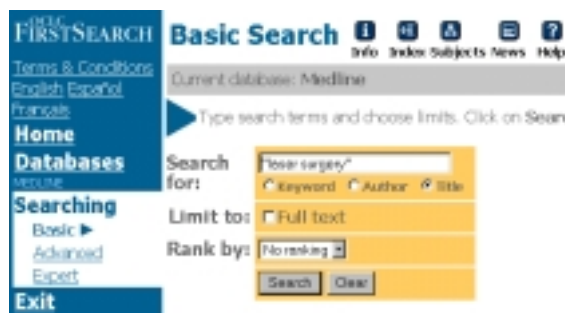 OCLC
FIRSTSEARCH
Terms & Conditions
English Español
Français
Home
Databases
MEDLINE
Searching
Basic
Advanced
Expert
Exit
Basic Search
Info Index Subjects News Help
Current database: Medline
Type search terms and choose limits. Click on Sear
Search for:
"laser surgery"
Keyword Author Title
Limit to: Full text
Rank by: No ranking
Search Clear